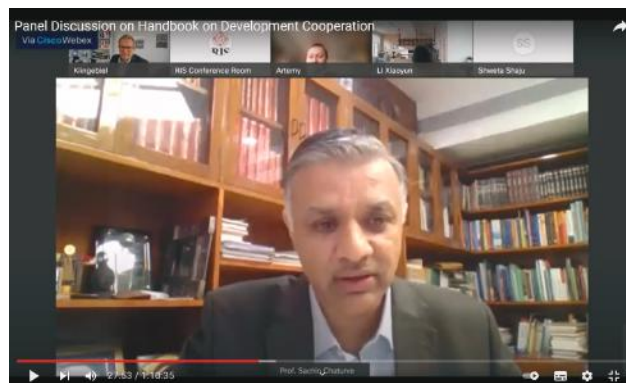 Panel Discussion on Handbook on Development Cooperation
Via Cisco Webex
RIS
SS
Klingebiel
RIS Conference Room
Artemy
LI Xiaoyun
Shweta Shaju
Prof. Sachin Chaturve
27:53 / 1:10:35